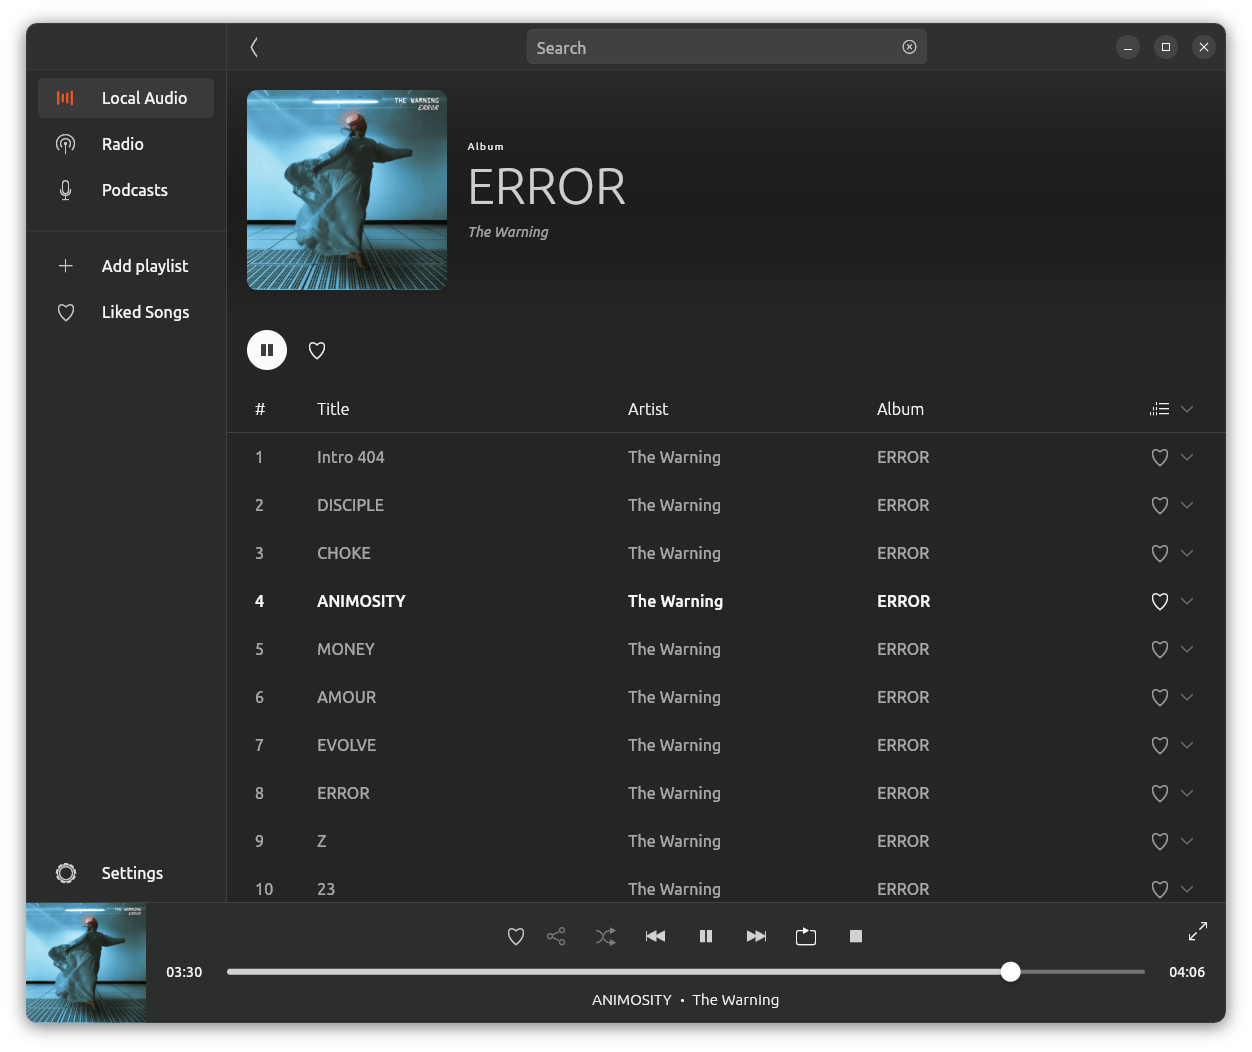 Search
Local Audio
Radio
Podcasts
Add playlist
Liked Songs
Settings
THE WARNING
ERROR
Album
ERROR
The Warning
# Title Artist Album
1 Intro 404 The Warning ERROR
2 DISCIPLE The Warning ERROR
3 CHOKE The Warning ERROR
4 ANIMOSITY The Warning ERROR
5 MONEY The Warning ERROR
6 AMOUR The Warning ERROR
7 EVOLVE The Warning ERROR
8 ERROR The Warning ERROR
9 Z The Warning ERROR
10 23 The Warning ERROR
THE WARNING
ERROR
03:30 04:06
ANIMOSITY • The Warning